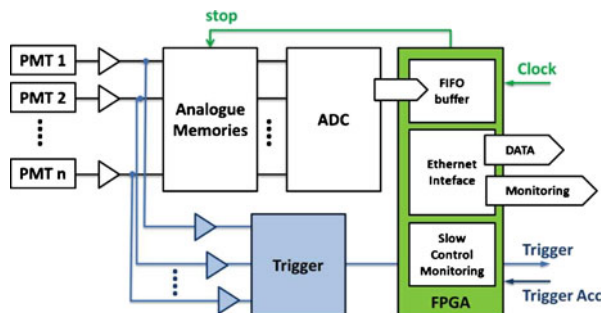 stop
PMT 1
PMT 2
PMT n
Analogue
Memories
ADC
FIFO
buffer
Clock
Ethernet
Inteface
DATA
Monitoring
Slow
Control
Monitoring
Trigger
Trigger
Trigger Acc
FPGA